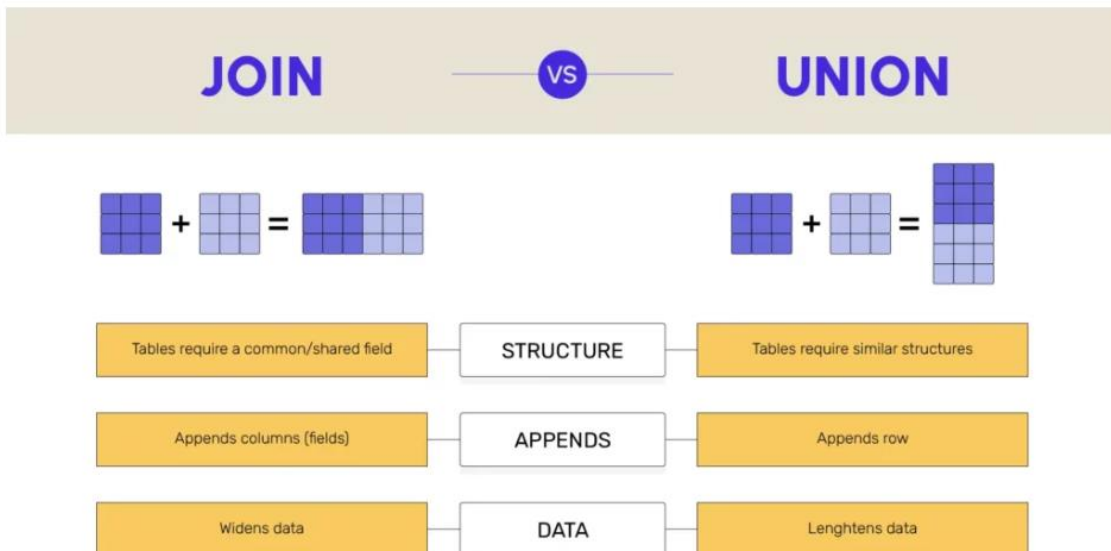 JOIN VS UNION
+ =
+ =
Tables require a common/shared field STRUCTURE Tables require similar structures
Appends columns (fields) APPENDS Appends row
Widens data DATA Lenghtens data